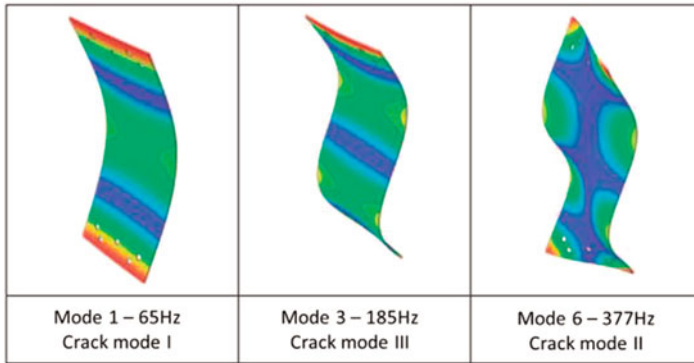 Mode 1 – 65Hz
Crack mode I
Mode 3 – 185Hz
Crack mode III
Mode 6 – 377Hz
Crack mode II